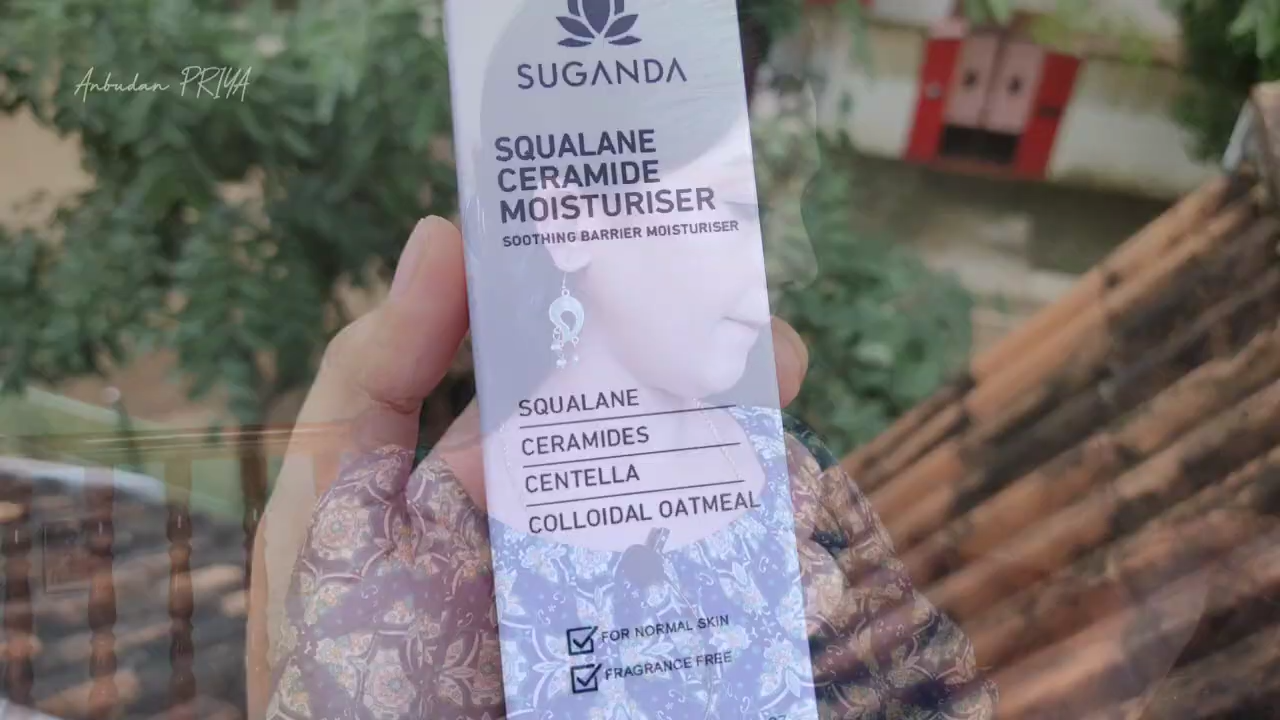 Anbudan PRIYA
SUGANDA
SQUALANE
CERAMIDE
MOISTURISER
SOOTHING BARRIER MOISTURISER
SQUALANE
CERAMIDES
CENTELLA
COLLOIDAL OATMEAL
FOR NORMAL SKIN
FRAGRANCE FREE